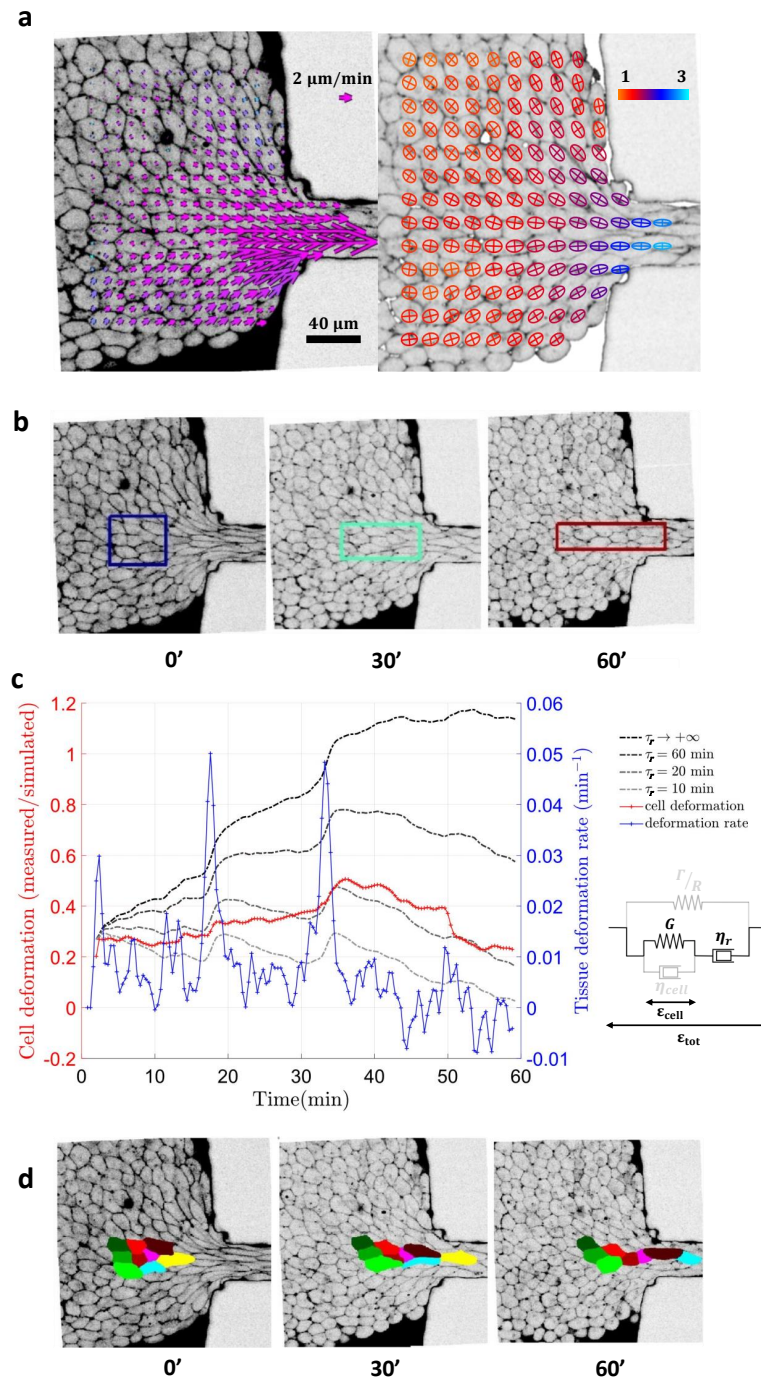 a
2 μm/min
1 3
40 μm
b
0’ 30’ 60’
c
Cell deformation (measured/simulated)
1.2
1
0.8
0.6
0.4
0.2
0
-0.2
0 10 20 30 40 50 60
Time(min)
0.06
0.05
0.04
0.03
0.02
0.01
0
-0.01
Tissue deformation rate (min⁻¹)
τr → +∞
τr = 60 min
τr = 20 min
τr = 10 min
cell deformation
deformation rate
Γ/R
G
ηr
ηcell
εcell
εtot
d
0’ 30’ 60’